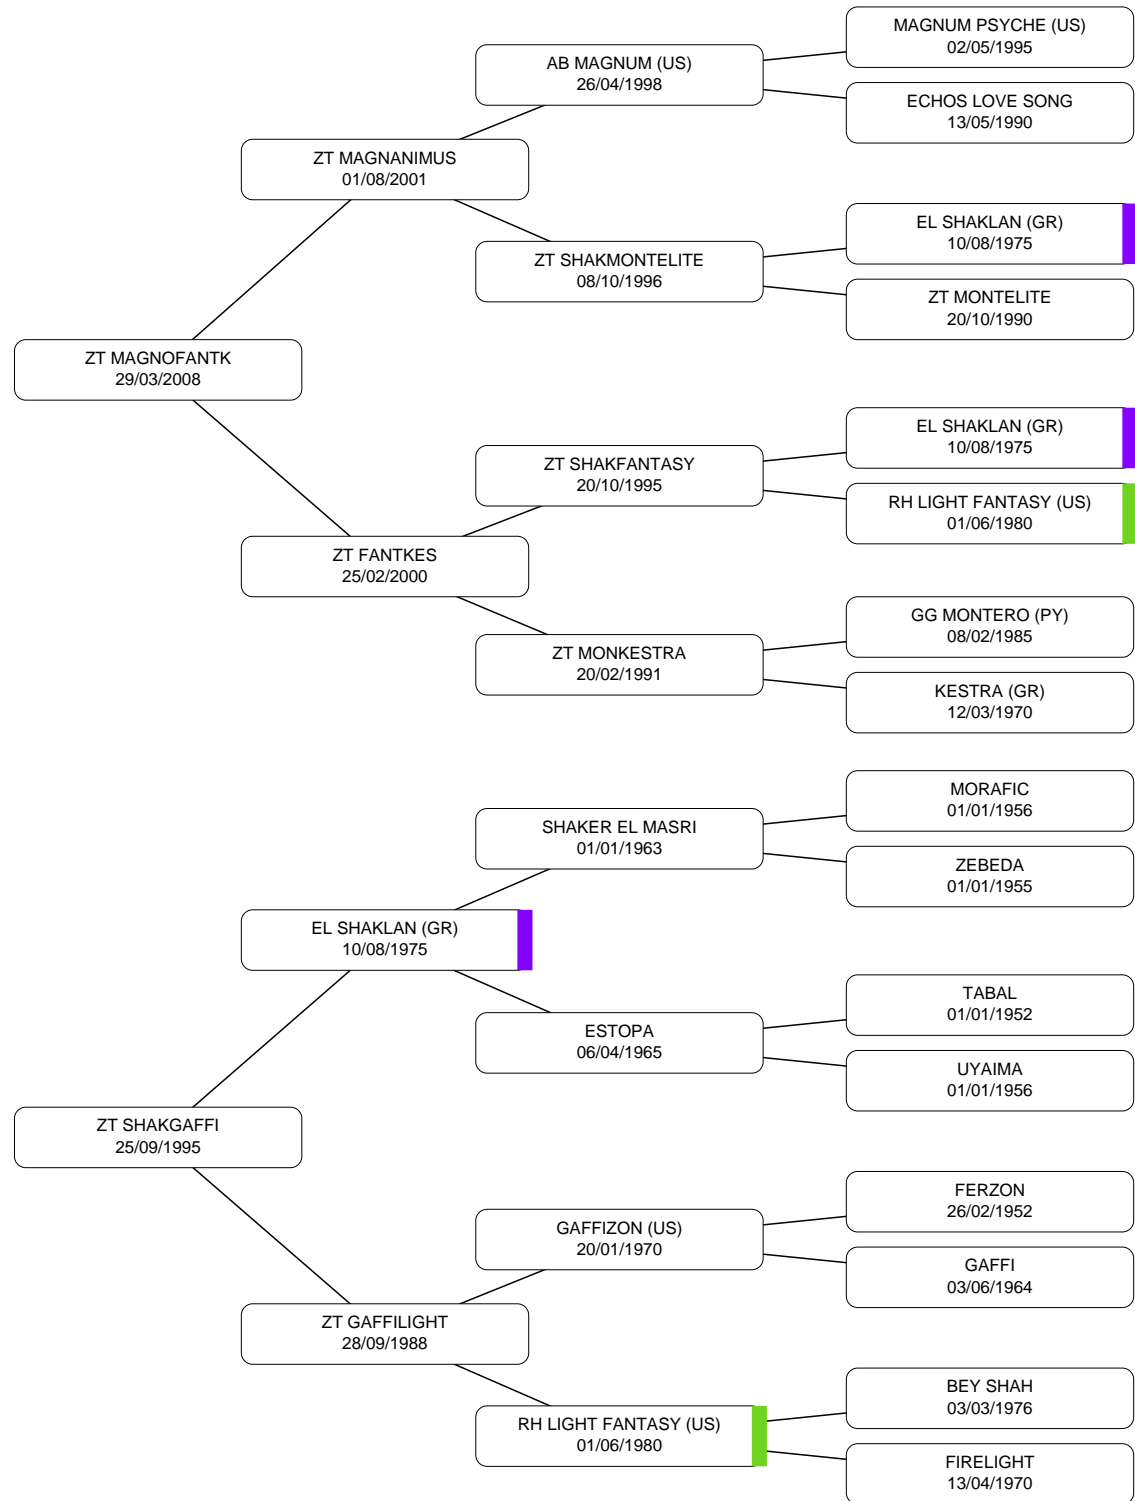 MAGNUM PSYCHE (US)
02/05/1995
AB MAGNUM (US)
26/04/1998
ECHOS LOVE SONG
13/05/1990
ZT MAGNANIMUS
01/08/2001
EL SHAKLAN (GR)
10/08/1975
ZT SHAKMONTELITE
08/10/1996
ZT MONTELITE
20/10/1990
ZT MAGNOFANTK
29/03/2008
EL SHAKLAN (GR)
10/08/1975
ZT SHAKFANTASY
20/10/1995
RH LIGHT FANTASY (US)
01/06/1980
ZT FANTKES
25/02/2000
GG MONTERO (PY)
08/02/1985
ZT MONKESTRA
20/02/1991
KESTRA (GR)
12/03/1970
MORAFIC
01/01/1956
SHAKER EL MASRI
01/01/1963
ZEBEDA
01/01/1955
EL SHAKLAN (GR)
10/08/1975
TABAL
01/01/1952
ESTOPA
06/04/1965
UYAIMA
01/01/1956
ZT SHAKGAFFI
25/09/1995
FERZON
26/02/1952
GAFFIZON (US)
20/01/1970
GAFFI
03/06/1964
ZT GAFFILIGHT
28/09/1988
BEY SHAH
03/03/1976
RH LIGHT FANTASY (US)
01/06/1980
FIRELIGHT
13/04/1970